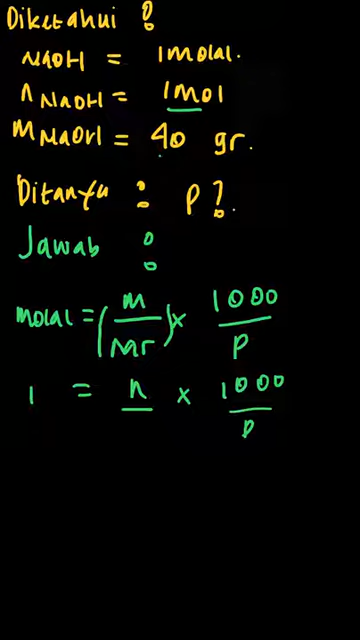 Diketahui :
NaOH = 1 molal.
n NaOH = 1 mol
m NaOH = 40 gr.
Ditanya : P?
Jawab :
molal = (m/Mr) x 1000/P
1 = n x 1000/P